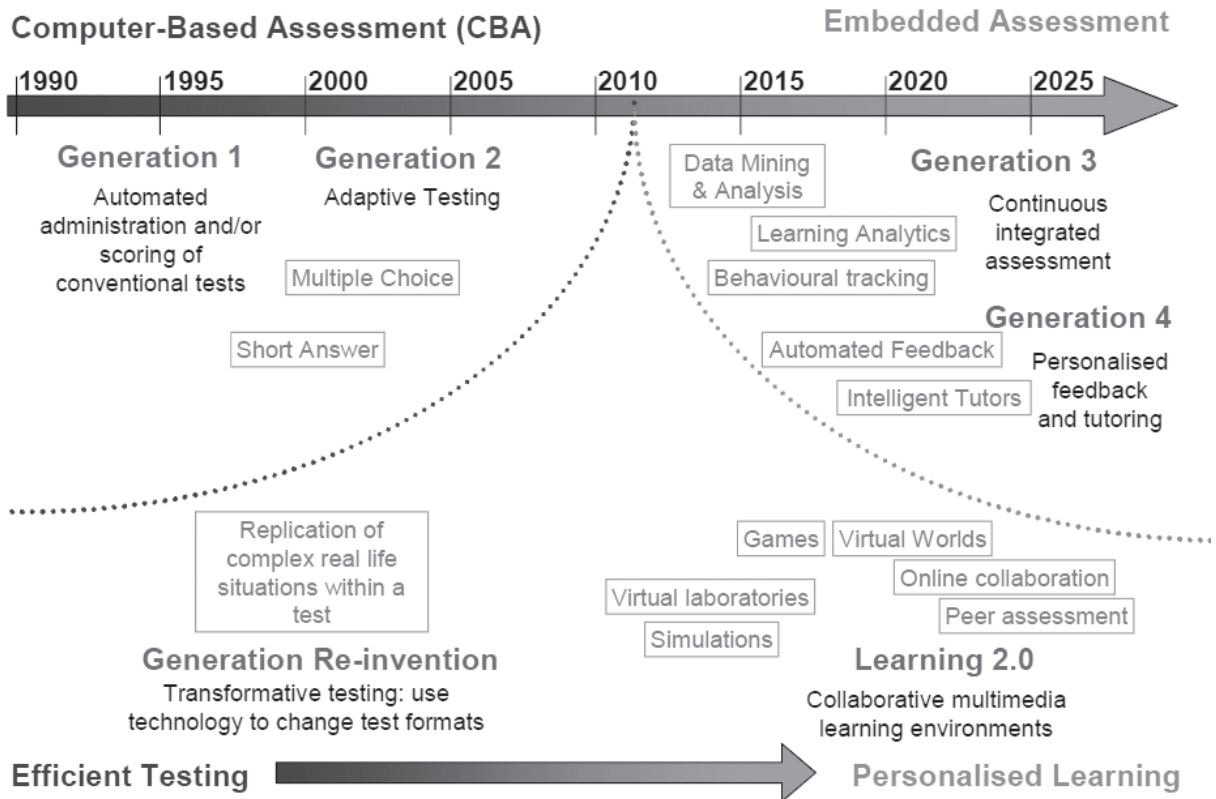 Computer-Based Assessment (CBA)
Embedded Assessment
1990
1995
2000
2005
2010
2015
2020
2025
Generation 1
Automated
administration and/or
scoring of
conventional tests
Generation 2
Adaptive Testing
Multiple Choice
Short Answer
Data Mining
& Analysis
Learning Analytics
Behavioural tracking
Generation 3
Continuous
integrated
assessment
Generation 4
Automated Feedback
Intelligent Tutors
Personalised
feedback
and tutoring
Replication of
complex real life
situations within a
test
Generation Re-invention
Transformative testing: use
technology to change test formats
Games
Virtual Worlds
Online collaboration
Virtual laboratories
Peer assessment
Simulations
Learning 2.0
Collaborative multimedia
learning environments
Efficient Testing
Personalised Learning